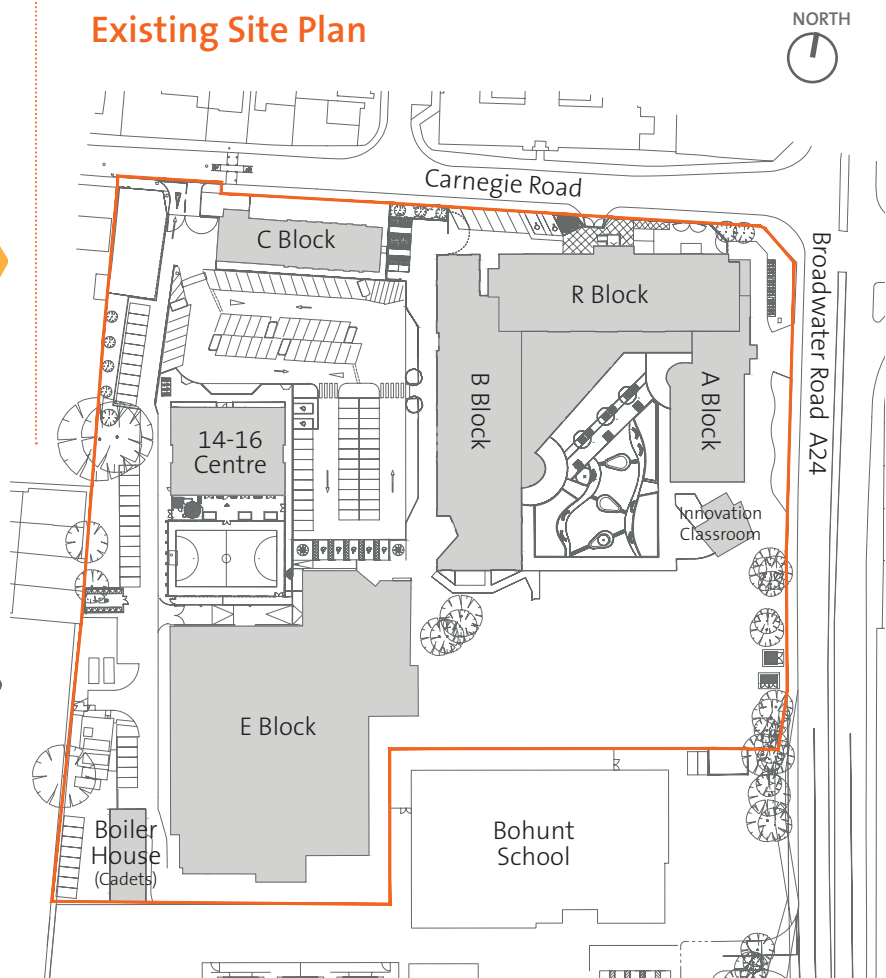 Existing Site Plan
NORTH
Carnegie Road
C Block
R Block
Broadwater Road A24
B Block
A Block
14-16
Centre
Innovation
Classroom
E Block
Boiler
House
(Cadets)
Bohunt
School